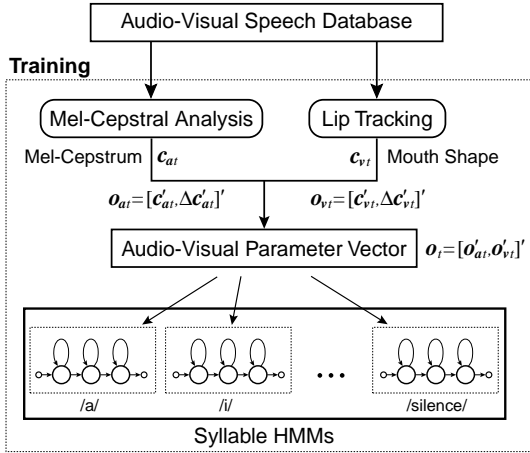 Audio-Visual Speech Database
Training
Mel-Cepstral Analysis
Lip Tracking
Mel-Cepstrum
c_at
c_vt
Mouth Shape
o_at=[c′_at,Δc′_at]′
o_vt=[c′_vt,Δc′_vt]′
Audio-Visual Parameter Vector
o_t=[o′_at,o′_vt]′
...
/a/
/i/
/silence/
Syllable HMMs